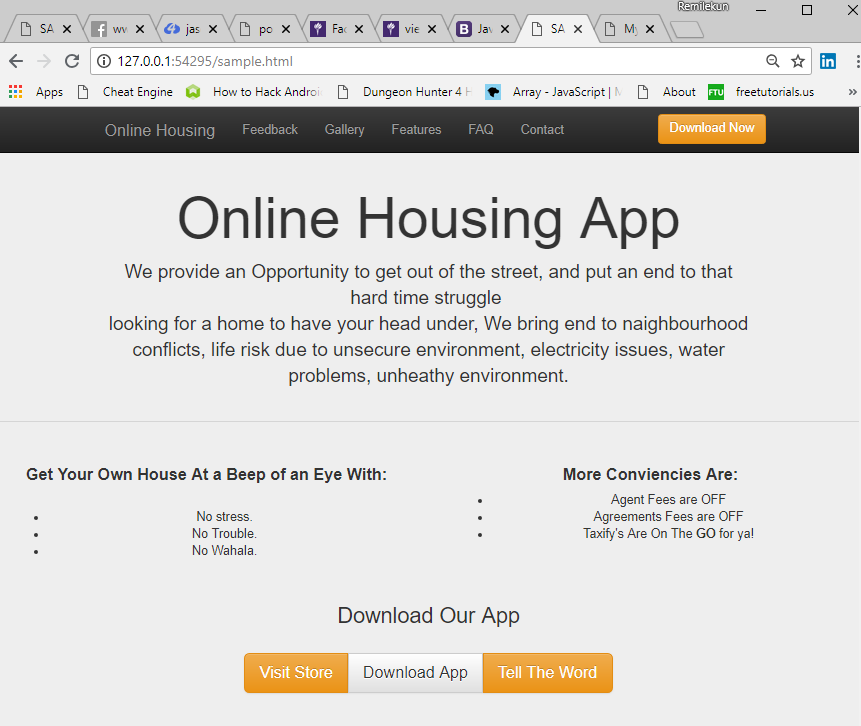 Remilekun
SA
wv
jas
po
Fac
vie
Jav
SA
My
127.0.0.1:54295/sample.html
Apps
Cheat Engine
How to Hack Androi
Dungeon Hunter 4 H
Array - JavaScript | M
About
FTU
freetutorials.us
»
Online Housing
Feedback
Gallery
Features
FAQ
Contact
Download Now
Online Housing App
We provide an Opportunity to get out of the street, and put an end to that
hard time struggle
looking for a home to have your head under, We bring end to naighbourhood
conflicts, life risk due to unsecure environment, electricity issues, water
problems, unheathy environment.
Get Your Own House At a Beep of an Eye With:
• No stress.
• No Trouble.
• No Wahala.
More Conviencies Are:
• Agent Fees are OFF
• Agreements Fees are OFF
• Taxify's Are On The GO for ya!
Download Our App
Visit Store
Download App
Tell The Word